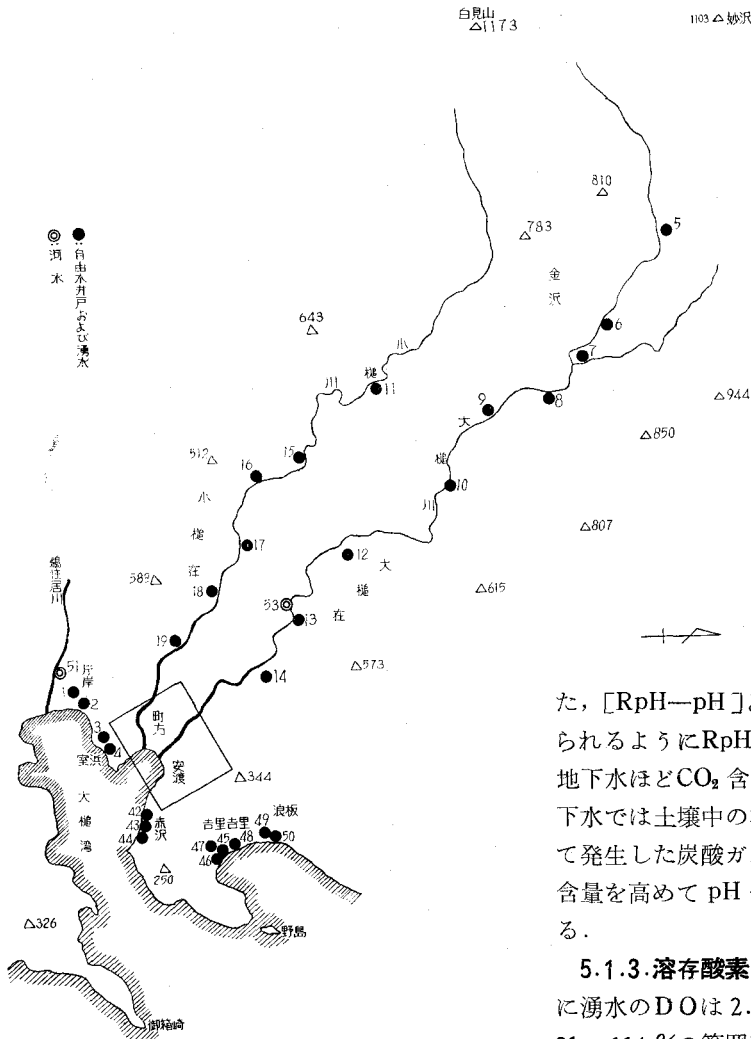 白見山
△1173
1103 △ 妙沢
810
△
5
△783
金沢
6
643
△
小
槌
川
11
7
△944
9
8
大
槌
川
△850
512△
15
16
10
小
槌
在
17
△807
12
大
槌
在
589△
18
△615
53◎
13
鵜住居川
19
14
△573
◎:河水
●:自由水井戸および湧水
51
片岸
1
2
3
4
室浜
町方
安渡
△344
大
槌
湾
42
43
44
赤沢
吉里吉里
浪板
47
45
48
49
50
46
△
250
△326
野島
御箱崎
た,[RpH—pH]
られるようにRpH
地下水ほどCO₂ 含
下水では土壌中の
て発生した炭酸ガ
含量を高めて pH
る.
5.1.3.溶存酸素
に湧水のDOは2.
の範囲